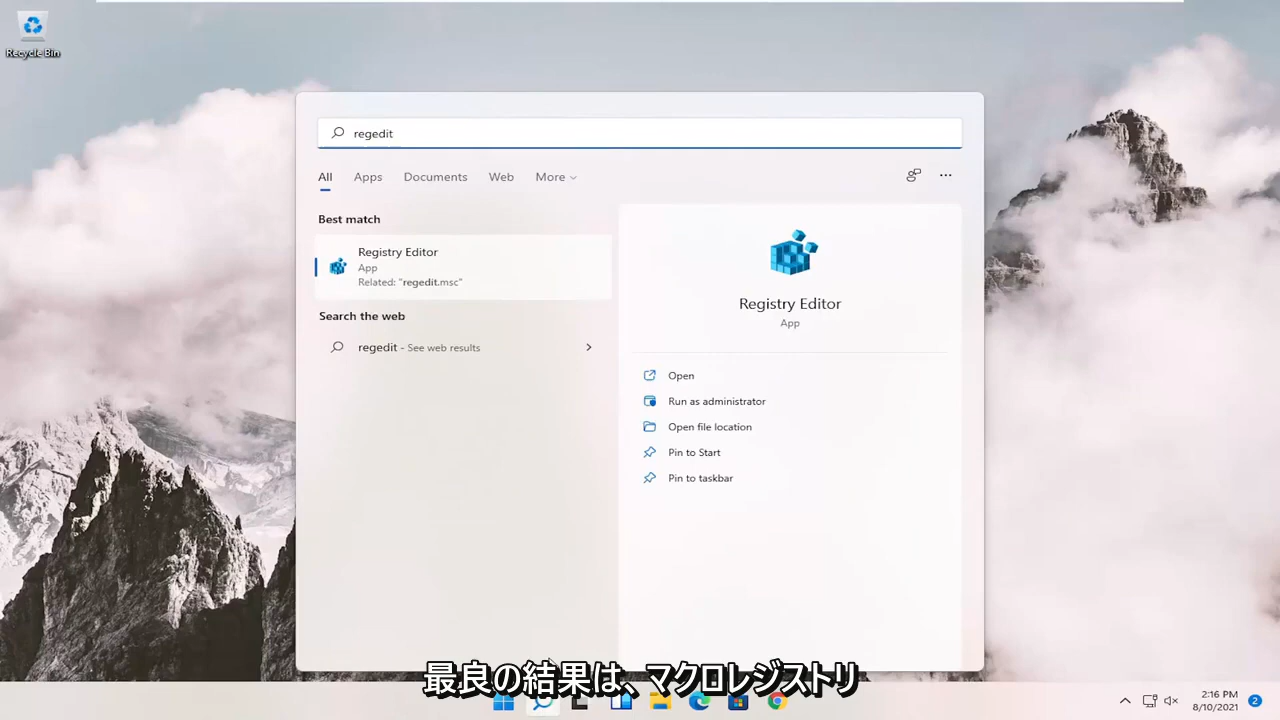 Recycle Bin
regedit
All Apps Documents Web More
Best match
Registry Editor
App
Related: "regedit.msc"
Search the web
regedit - See web results
Registry Editor
App
Open
Run as administrator
Open file location
Pin to Start
Pin to taskbar
最良の結果は、マクロレジストリ
2:16 PM
8/10/2021
2